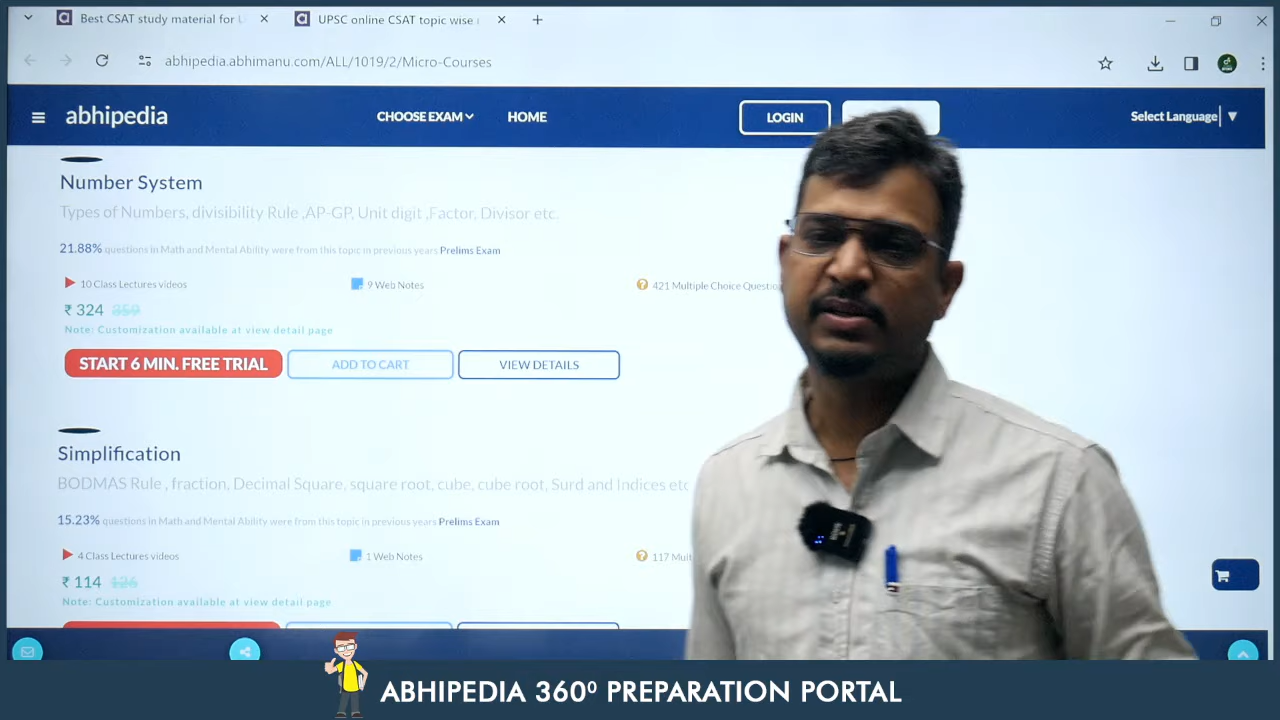 Best CSAT study material for U
UPSC online CSAT topic wise
abhipedia.abhimanu.com/ALL/1019/2/Micro-Courses
abhipedia
CHOOSE EXAM
HOME
LOGIN
Select Language
Number System
Types of Numbers, divisibility Rule ,AP-GP, Unit digit ,Factor, Divisor etc.
21.88% questions in Math and Mental Ability were from this topic in previous years Prelims Exam
10 Class Lectures videos
9 Web Notes
421 Multiple Choice Questio
₹ 324 359
Note: Customization available at view detail page
START 6 MIN. FREE TRIAL
ADD TO CART
VIEW DETAILS
Simplification
BODMAS Rule , fraction, Decimal Square, square root, cube, cube root, Surd and Indices etc
15.23% questions in Math and Mental Ability were from this topic in previous years Prelims Exam
4 Class Lectures videos
1 Web Notes
117 Mult
₹ 114 126
Note: Customization available at view detail page
ABHIPEDIA 360⁰ PREPARATION PORTAL